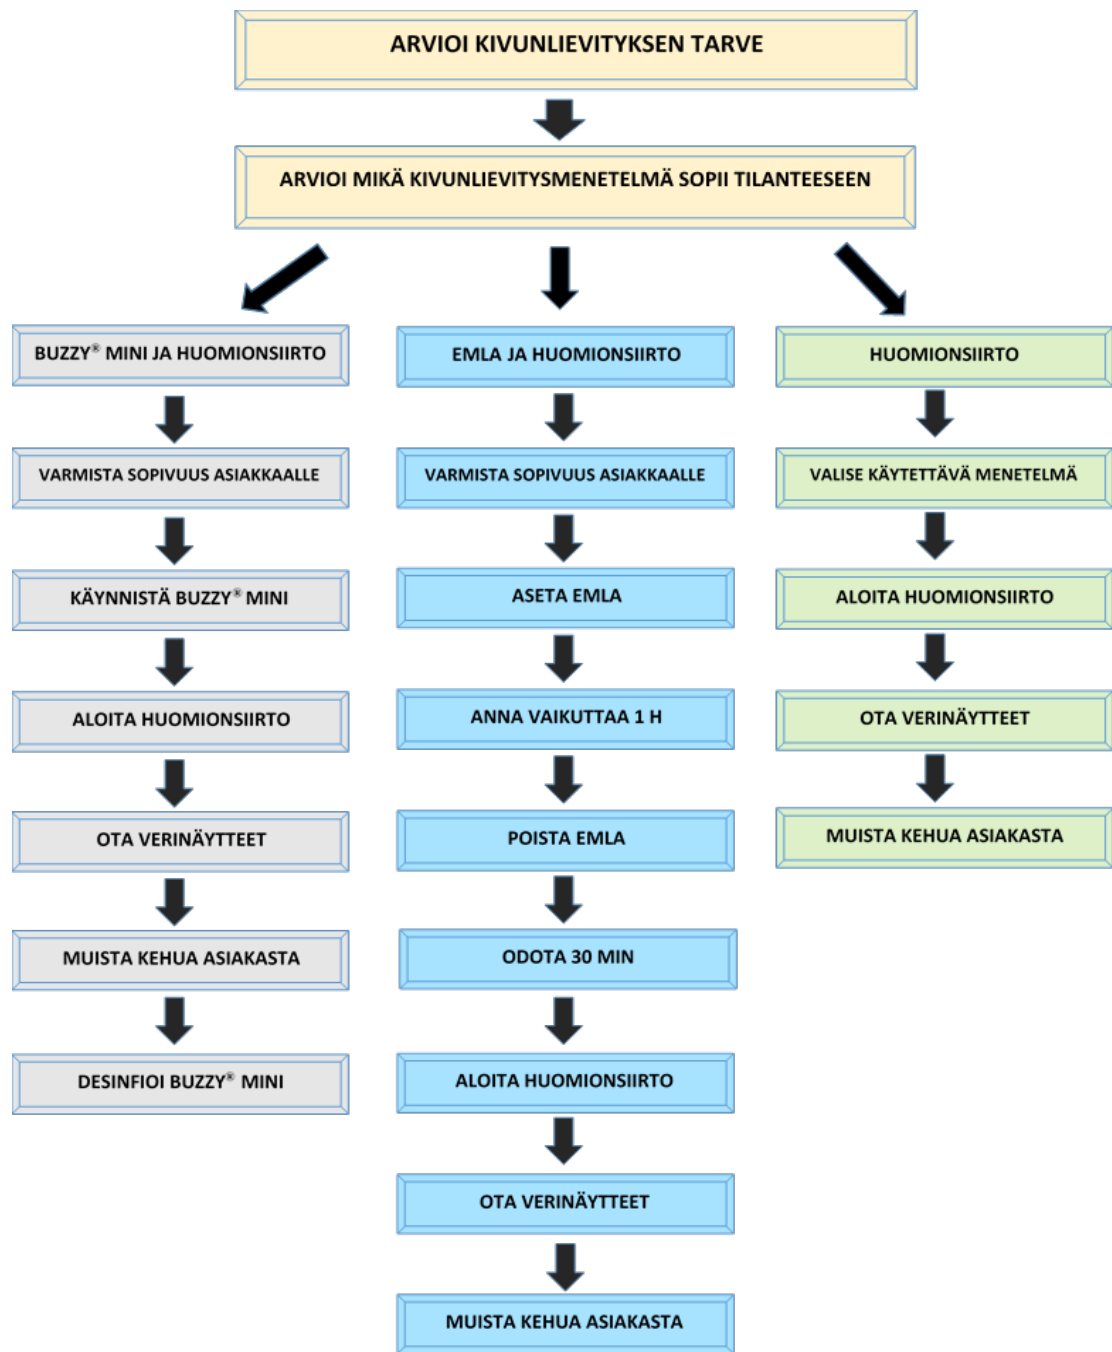 ARVIOI KIVUNLIEVITYKSEN TARVE
ARVIOI MIKÄ KIVUNLIEVITYSMENETELMÄ SOPII TILANTEESEEN
BUZZY® MINI JA HUOMIONSIIRTO
VARMISTA SOPIVUUS ASIAKKAALLE
KÄYNNISTÄ BUZZY® MINI
ALOITA HUOMIONSIIRTO
OTA VERINÄYTTEET
MUISTA KEHUA ASIAKASTA
DESINFIOI BUZZY® MINI
EMLA JA HUOMIONSIIRTO
VARMISTA SOPIVUUS ASIAKKAALLE
ASETA EMLA
ANNA VAIKUTTAA 1 H
POISTA EMLA
ODOTA 30 MIN
ALOITA HUOMIONSIIRTO
OTA VERINÄYTTEET
MUISTA KEHUA ASIAKASTA
HUOMIONSIIRTO
VALISE KÄYTETTÄVÄ MENETELMÄ
ALOITA HUOMIONSIIRTO
OTA VERINÄYTTEET
MUISTA KEHUA ASIAKASTA